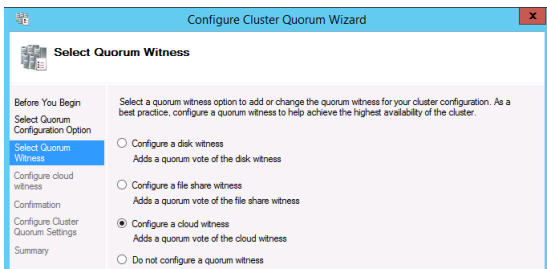 Configure Cluster Quorum Wizard
x
Select Quorum Witness
Before You Begin
Select Quorum
Configuration Option
Select Quorum
Witness
Configure cloud
witness
Confirmation
Configure Cluster
Quorum Settings
Summary
Select a quorum witness option to add or change the quorum witness for your cluster configuration. As a
best practice, configure a quorum witness to help achieve the highest availability of the cluster.
Configure a disk witness
Adds a quorum vote of the disk witness
Configure a file share witness
Adds a quorum vote of the file share witness
Configure a cloud witness
Adds a quorum vote of the cloud witness
Do not configure a quorum witness